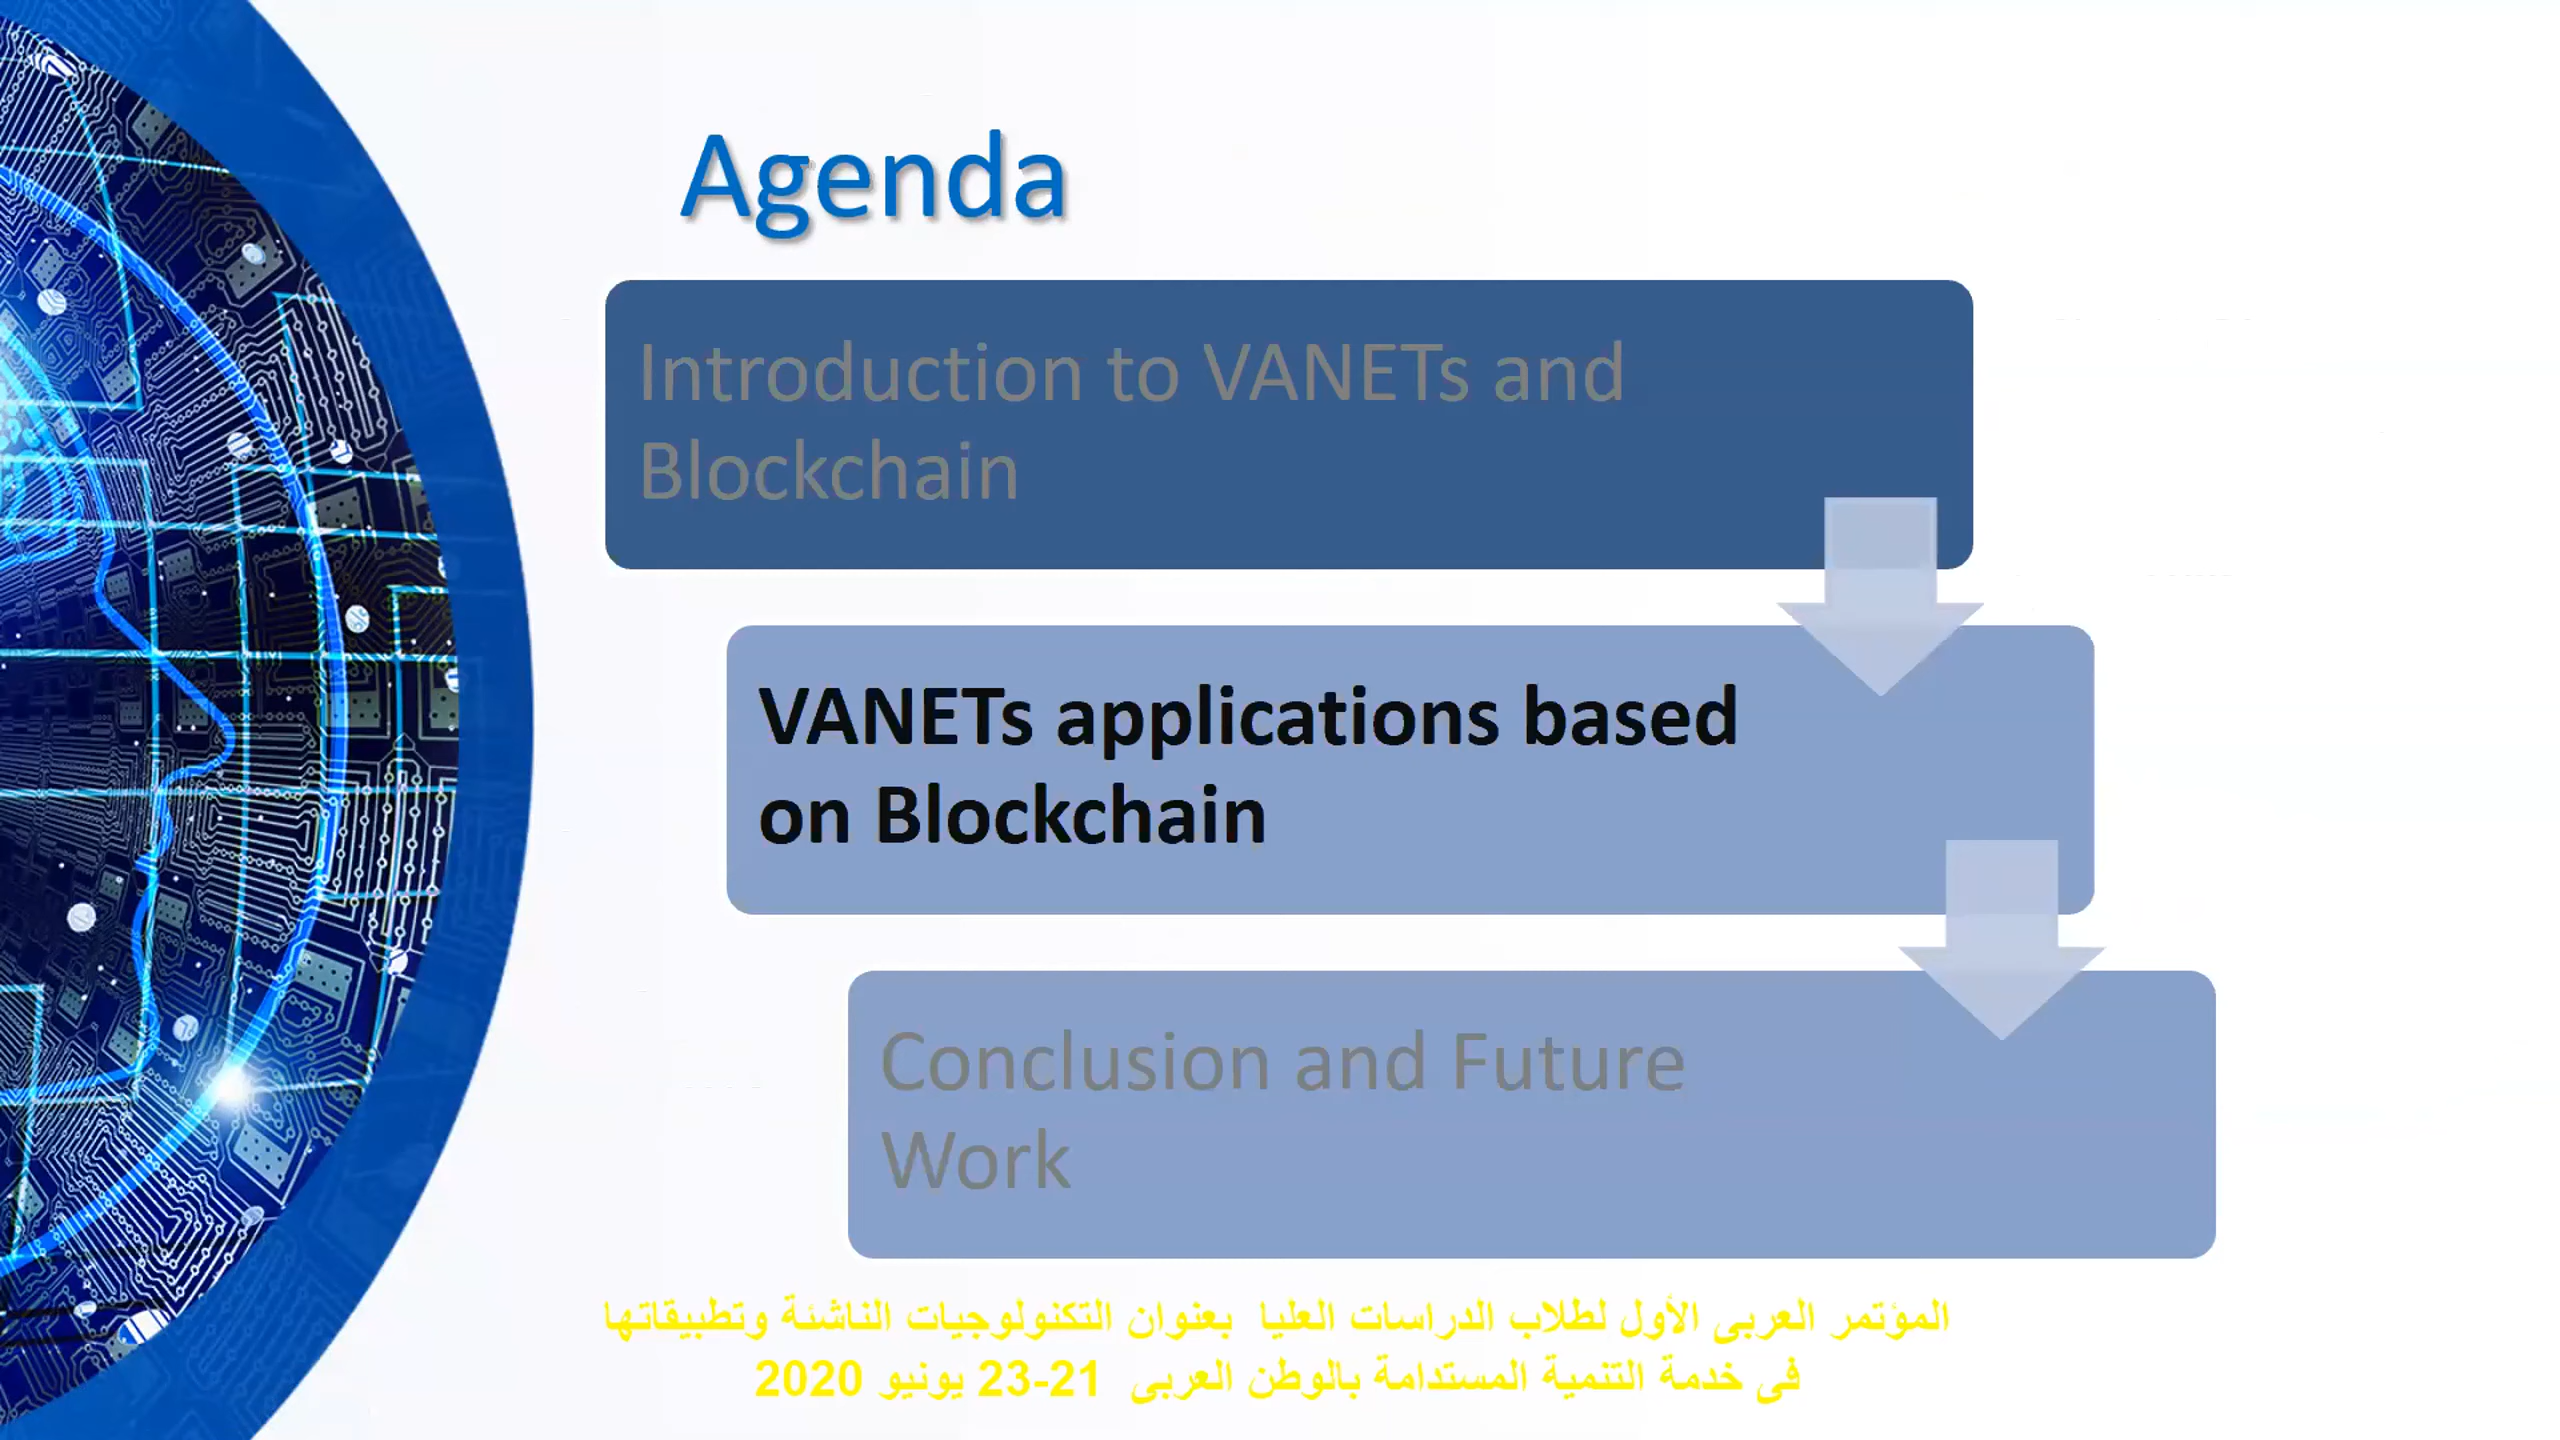 Agenda
Introduction to VANETs and
Blockchain
VANETs applications based
on Blockchain
Conclusion and Future
Work
المؤتمر العربى الأول لطلاب الدراسات العليا بعنوان التكنولوجيات الناشئة وتطبيقاتها
فى خدمة التنمية المستدامة بالوطن العربى 21-23 يونيو 2020